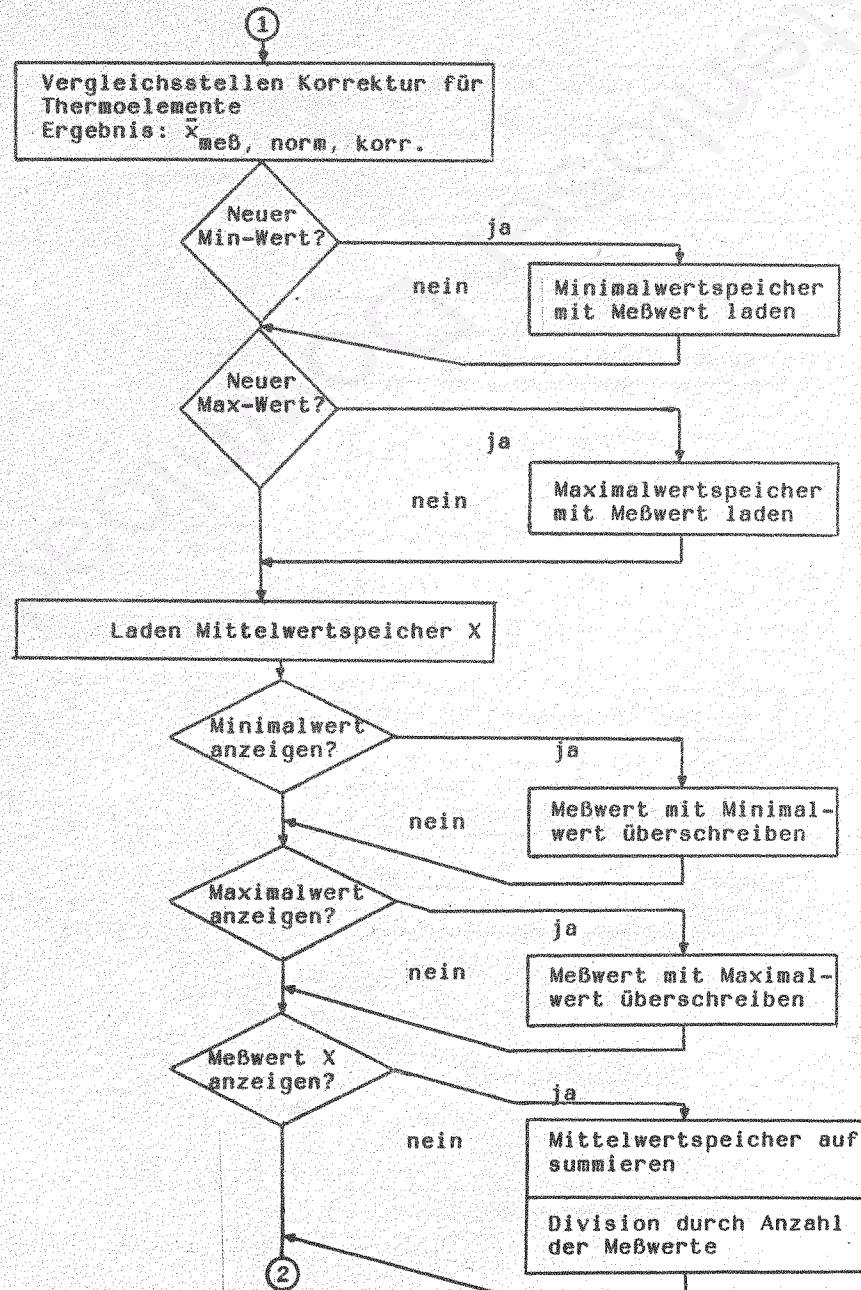 1
Vergleichsstellen Korrektur für
Thermoelemente
Ergebnis: x̄ meß, norm, korr.
Neuer
Min-Wert?
ja
nein
Minimalwertspeicher
mit Meßwert laden
Neuer
Max-Wert?
ja
nein
Maximalwertspeicher
mit Meßwert laden
Laden Mittelwertspeicher X
Minimalwert
anzeigen?
ja
nein
Meßwert mit Minimal-
wert überschreiben
Maximalwert
anzeigen?
ja
nein
Meßwert mit Maximal-
wert überschreiben
Meßwert X
anzeigen?
ja
nein
Mittelwertspeicher auf
summieren
Division durch Anzahl
der Meßwerte
2